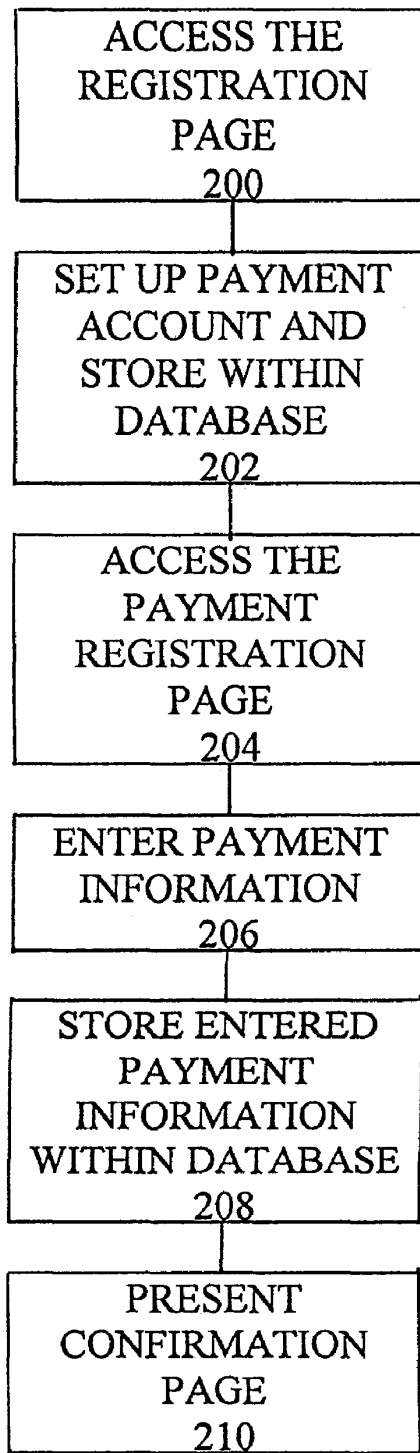 ACCESS THE
REGISTRATION
PAGE
200
SET UP PAYMENT
ACCOUNT AND
STORE WITHIN
DATABASE
202
ACCESS THE
PAYMENT
REGISTRATION
PAGE
204
ENTER PAYMENT
INFORMATION
206
STORE ENTERED
PAYMENT
INFORMATION
WITHIN DATABASE
208
PRESENT
CONFIRMATION
PAGE
210